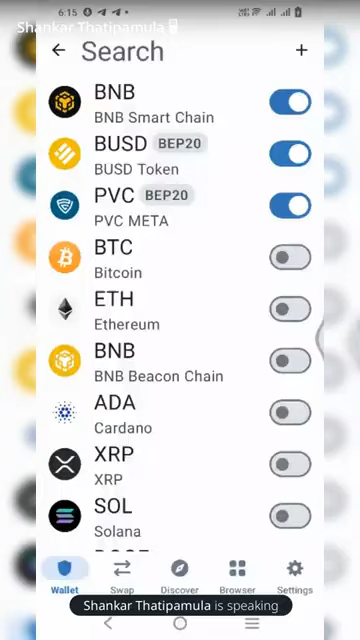 6:15
Shankar Thatipamula
Search
BNB
BNB Smart Chain
BUSD BEP20
BUSD Token
PVC BEP20
PVC META
BTC
Bitcoin
ETH
Ethereum
BNB
BNB Beacon Chain
ADA
Cardano
XRP
XRP
SOL
Solana
Wallet Swap Discover Browser Settings
Shankar Thatipamula is speaking